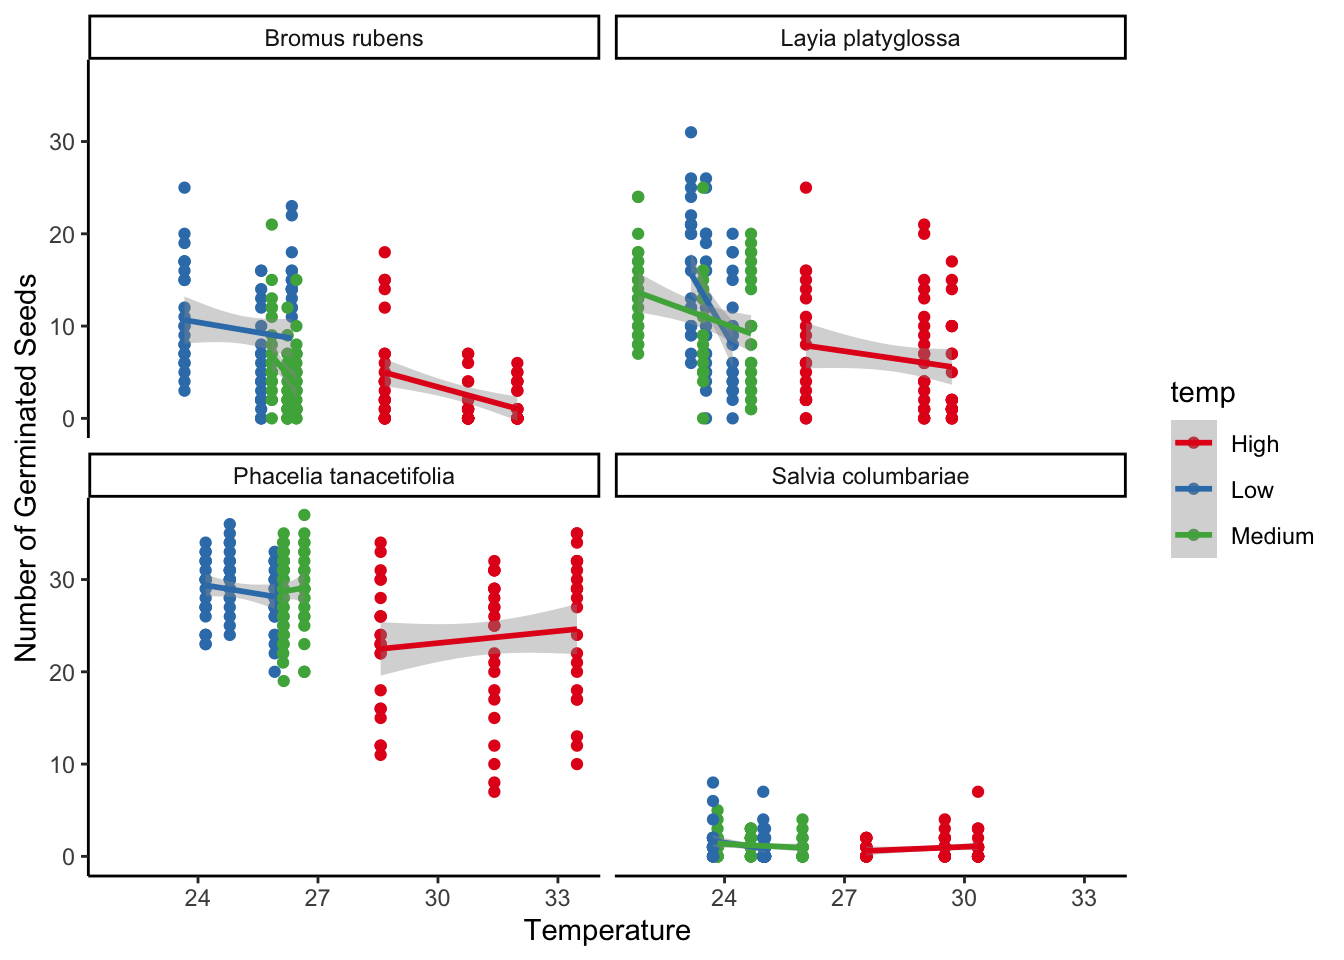 Bromus rubens
Layia platyglossa
30
20
10
0
Phacelia tanacetifolia
Salvia columbariae
30
20
10
0
24
27
30
33
24
27
30
33
Temperature
Number of Germinated Seeds
temp
High
Low
Medium